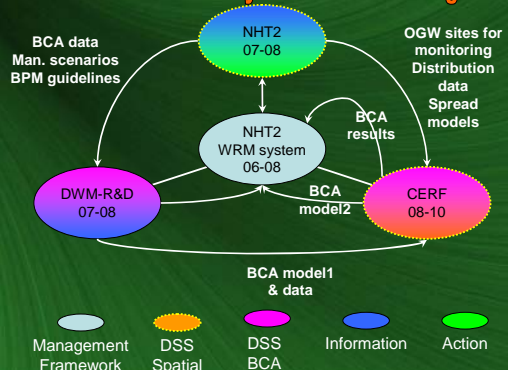 BCA data
Man. scenarios
BPM guidelines
NHT2
07-08
OGW sites for
monitoring
Distribution
data
Spread
models
NHT2
WRM system
06-08
BCA
results
DWM-R&D
07-08
BCA
model2
CERF
08-10
BCA model1
& data
Management
Framework
DSS
Spatial
DSS
BCA
Information
Action